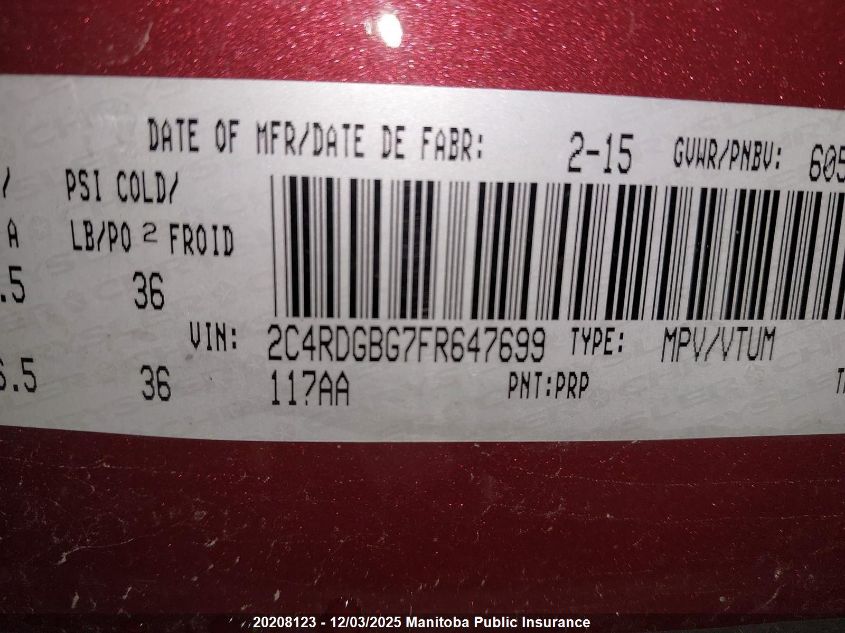 DATE OF MFR/DATE DE FABR: 2-15 GVWR/PNBV: 605
/ PSI COLD/
A LB/PO 2 FROID
.5 36
VIN: 2C4RDGBG7FR647699 TYPE: MPV/VTUM
6.5 36 117AA PNT:PRP
20208123 - 12/03/2025 Manitoba Public Insurance